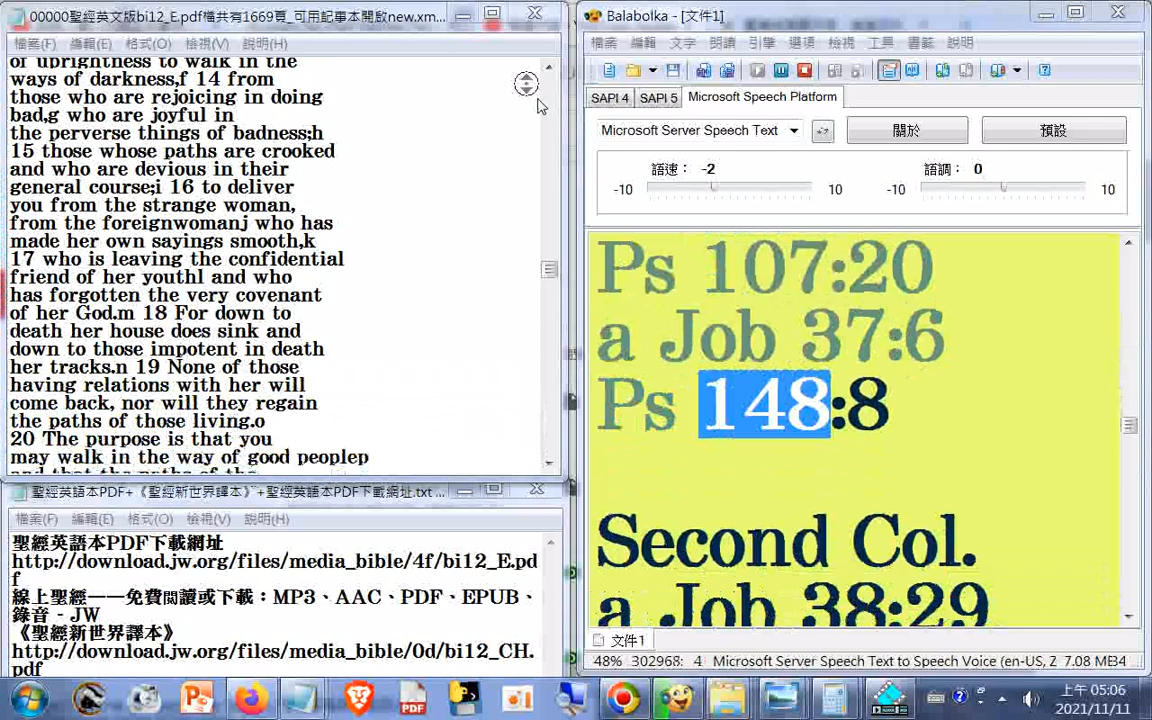 00000聖經英文版bi12_E.pdf檔共有1669頁_可用記事本開啟new.xm...
檔案(F) 編輯(E) 格式(O) 檢視(V) 說明(H)
of uprightness to walk in the
ways of darkness,f 14 from
those who are rejoicing in doing
bad,g who are joyful in
the perverse things of badness;h
15 those whose paths are crooked
and who are devious in their
general course;i 16 to deliver
you from the strange woman,
from the foreignwomanj who has
made her own sayings smooth,k
17 who is leaving the confidential
friend of her youthl and who
has forgotten the very covenant
of her God.m 18 For down to
death her house does sink and
down to those impotent in death
her tracks.n 19 None of those
having relations with her will
come back, nor will they regain
the paths of those living.o
20 The purpose is that you
may walk in the way of good peoplep
and that the paths of the
聖經英語本PDF+《聖經新世界譯本》+聖經英語本PDF下載網址.txt ...
檔案(F) 編輯(E) 格式(O) 檢視(V) 說明(H)
聖經英語本PDF下載網址
http://download.jw.org/files/media_bible/4f/bi12_E.pd
f
線上聖經──免費閱讀或下載：MP3、AAC、PDF、EPUB、
錄音 - JW
《聖經新世界譯本》
http://download.jw.org/files/media_bible/0d/bi12_CH.
pdf
Balabolka - [文件1]
檔案 編輯 文字 朗讀 引擎 選項 檢視 工具 書籤 說明
SAPI 4 SAPI 5 Microsoft Speech Platform
Microsoft Server Speech Text 關於 預設
語速： -2 語調： 0
-10 10 -10 10
Ps 107:20
a Job 37:6
Ps 148:8
Second Col.
a Job 38:29
文件1
48% 302968: 4 Microsoft Server Speech Text to Speech Voice (en-US, 2 7.08 MB34
PDF
上午 05:06
2021/11/11